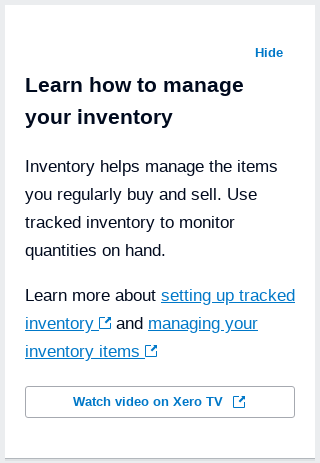 Hide
Learn how to manage
your inventory
Inventory helps manage the items
you regularly buy and sell. Use
tracked inventory to monitor
quantities on hand.
Learn more about setting up tracked
inventory and managing your
inventory items
Watch video on Xero TV